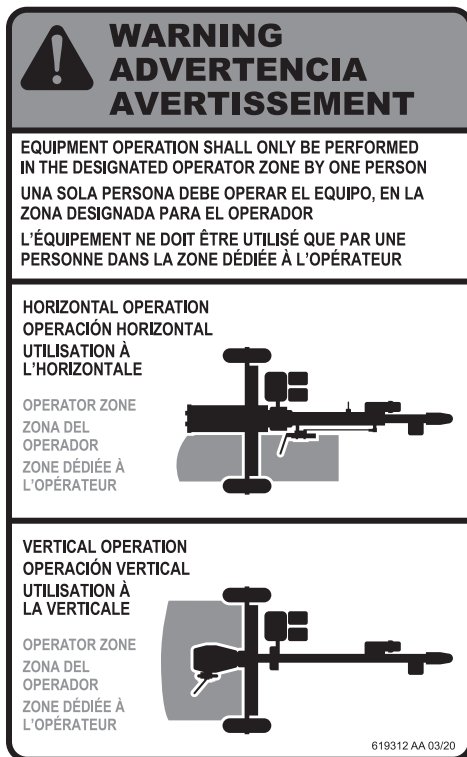 WARNING
ADVERTENCIA
AVERTISSEMENT
EQUIPMENT OPERATION SHALL ONLY BE PERFORMED
IN THE DESIGNATED OPERATOR ZONE BY ONE PERSON
UNA SOLA PERSONA DEBE OPERAR EL EQUIPO, EN LA
ZONA DESIGNADA PARA EL OPERADOR
L'ÉQUIPEMENT NE DOIT ÊTRE UTILISÉ QUE PAR UNE
PERSONNE DANS LA ZONE DÉDIÉE À L'OPÉRATEUR
HORIZONTAL OPERATION
OPERACIÓN HORIZONTAL
UTILISATION À
L'HORIZONTALE
OPERATOR ZONE
ZONA DEL
OPERADOR
ZONE DÉDIÉE À
L'OPÉRATEUR
VERTICAL OPERATION
OPERACIÓN VERTICAL
UTILISATION À
LA VERTICALE
OPERATOR ZONE
ZONA DEL
OPERADOR
ZONE DÉDIÉE À
L'OPÉRATEUR
619312 AA 03/20